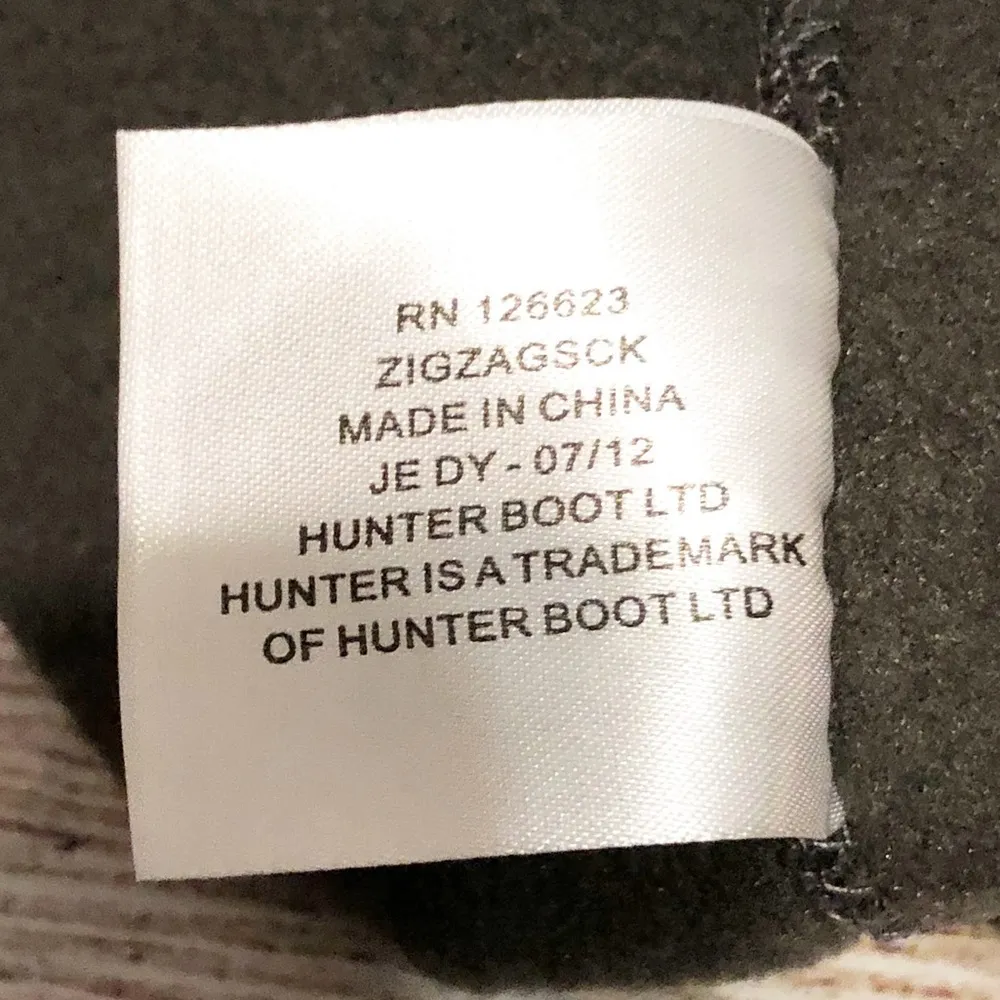 RN 126623
ZIGZAGSCK
MADE IN CHINA
JE DY - 07/12
HUNTER BOOT LTD
HUNTER IS A TRADEMARK
OF HUNTER BOOT LTD